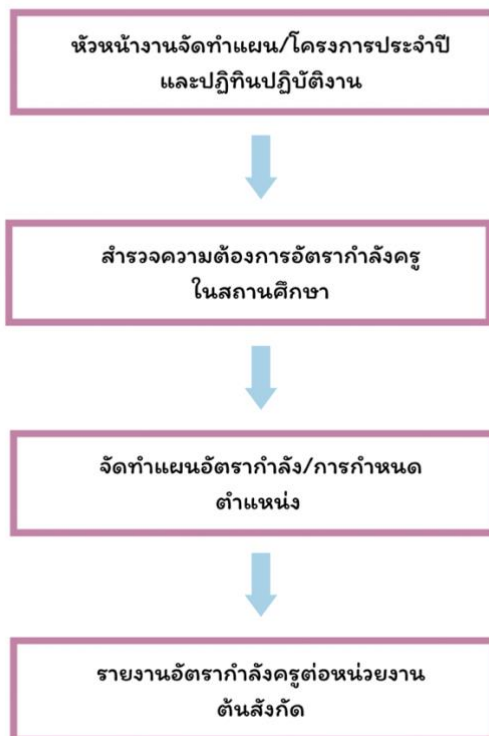 หัวหน้างานจัดทำแผน/โครงการประจำปี
และปฏิทินปฏิบัติงาน
สำรวจความต้องการอัตรากำลังครู
ในสถานศึกษา
จัดทำแผนอัตรากำลัง/การกำหนด
ตำแหน่ง
รายงานอัตรากำลังครูต่อหน่วยงาน
ต้นสังกัด